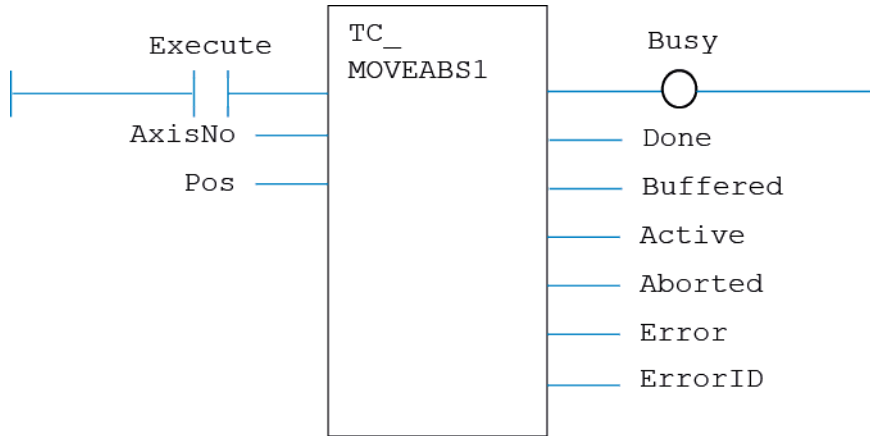 Execute
TC_
MOVEABS1
Busy
AxisNo
Done
Pos
Buffered
Active
Aborted
Error
ErrorID